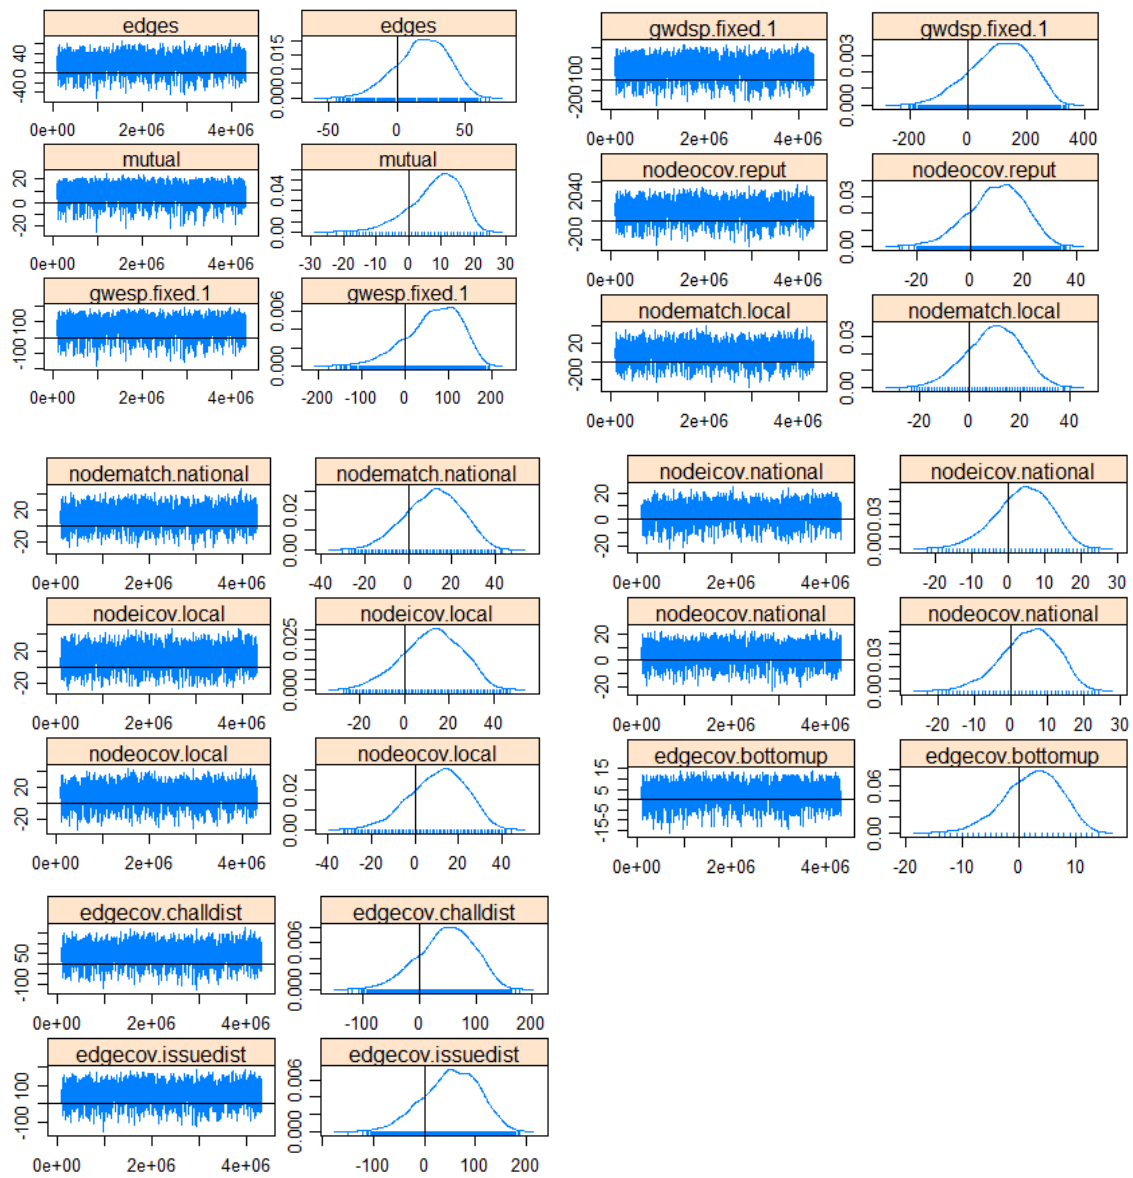 edges
-400 40
0e+00 2e+06 4e+06
edges
0.000 0.015
-50 0 50
gwdsp.fixed.1
-200 100
0e+00 2e+06 4e+06
gwdsp.fixed.1
0.000 0.003
-200 0 200 400
mutual
-20 0 20
0e+00 2e+06 4e+06
mutual
0.00 0.04
-30 -20 -10 0 10 20 30
nodeocov.reput
-200 2040
0e+00 2e+06 4e+06
nodeocov.reput
0.00 0.03
-20 0 20 40
gwesp.fixed.1
-100 100
0e+00 2e+06 4e+06
gwesp.fixed.1
0.000 0.006
-200 -100 0 100 200
nodematch.local
-200 20
0e+00 2e+06 4e+06
nodematch.local
0.00 0.03
-20 0 20 40
nodematch.national
-20 20
0e+00 2e+06 4e+06
nodematch.national
0.00 0.02
-40 -20 0 20 40
nodeicov.national
-20 0 20
0e+00 2e+06 4e+06
nodeicov.national
0.00 0.03
-20 -10 0 10 20 30
nodeicov.local
-20 20
0e+00 2e+06 4e+06
nodeicov.local
0.000 0.025
-20 0 20 40
nodeocov.national
-20 0 20
0e+00 2e+06 4e+06
nodeocov.national
0.00 0.03
-20 -10 0 10 20 30
nodeocov.local
-20 20
0e+00 2e+06 4e+06
nodeocov.local
0.00 0.02
-40 -20 0 20 40
edgecov.bottomup
-15 -5 5 15
0e+00 2e+06 4e+06
edgecov.bottomup
0.00 0.06
-20 -10 0 10
edgecov.challdist
-100 50
0e+00 2e+06 4e+06
edgecov.challdist
0.000 0.006
-100 0 100 200
edgecov.issuedist
-100 100
0e+00 2e+06 4e+06
edgecov.issuedist
0.000 0.006
-100 0 100 200